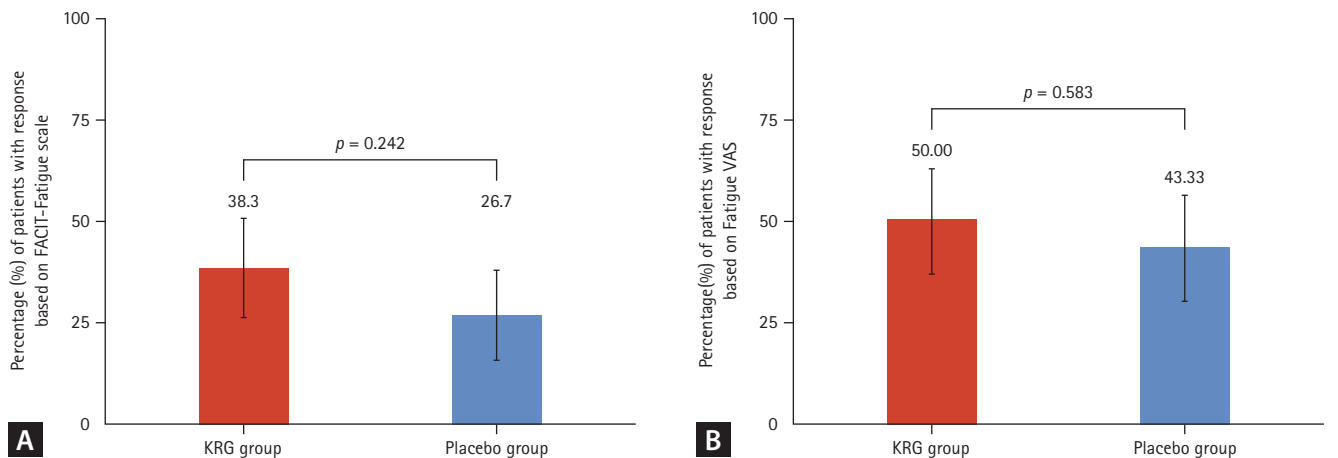 Percentage (%) of patients with response
based on FACIT-Fatigue scale
100
75
50
25
0
p = 0.242
38.3
26.7
KRG group
Placebo group
A
Percentage(%) of patients with response
based on Fatigue VAS
100
75
50
25
0
p = 0.583
50.00
43.33
KRG group
Placebo group
B